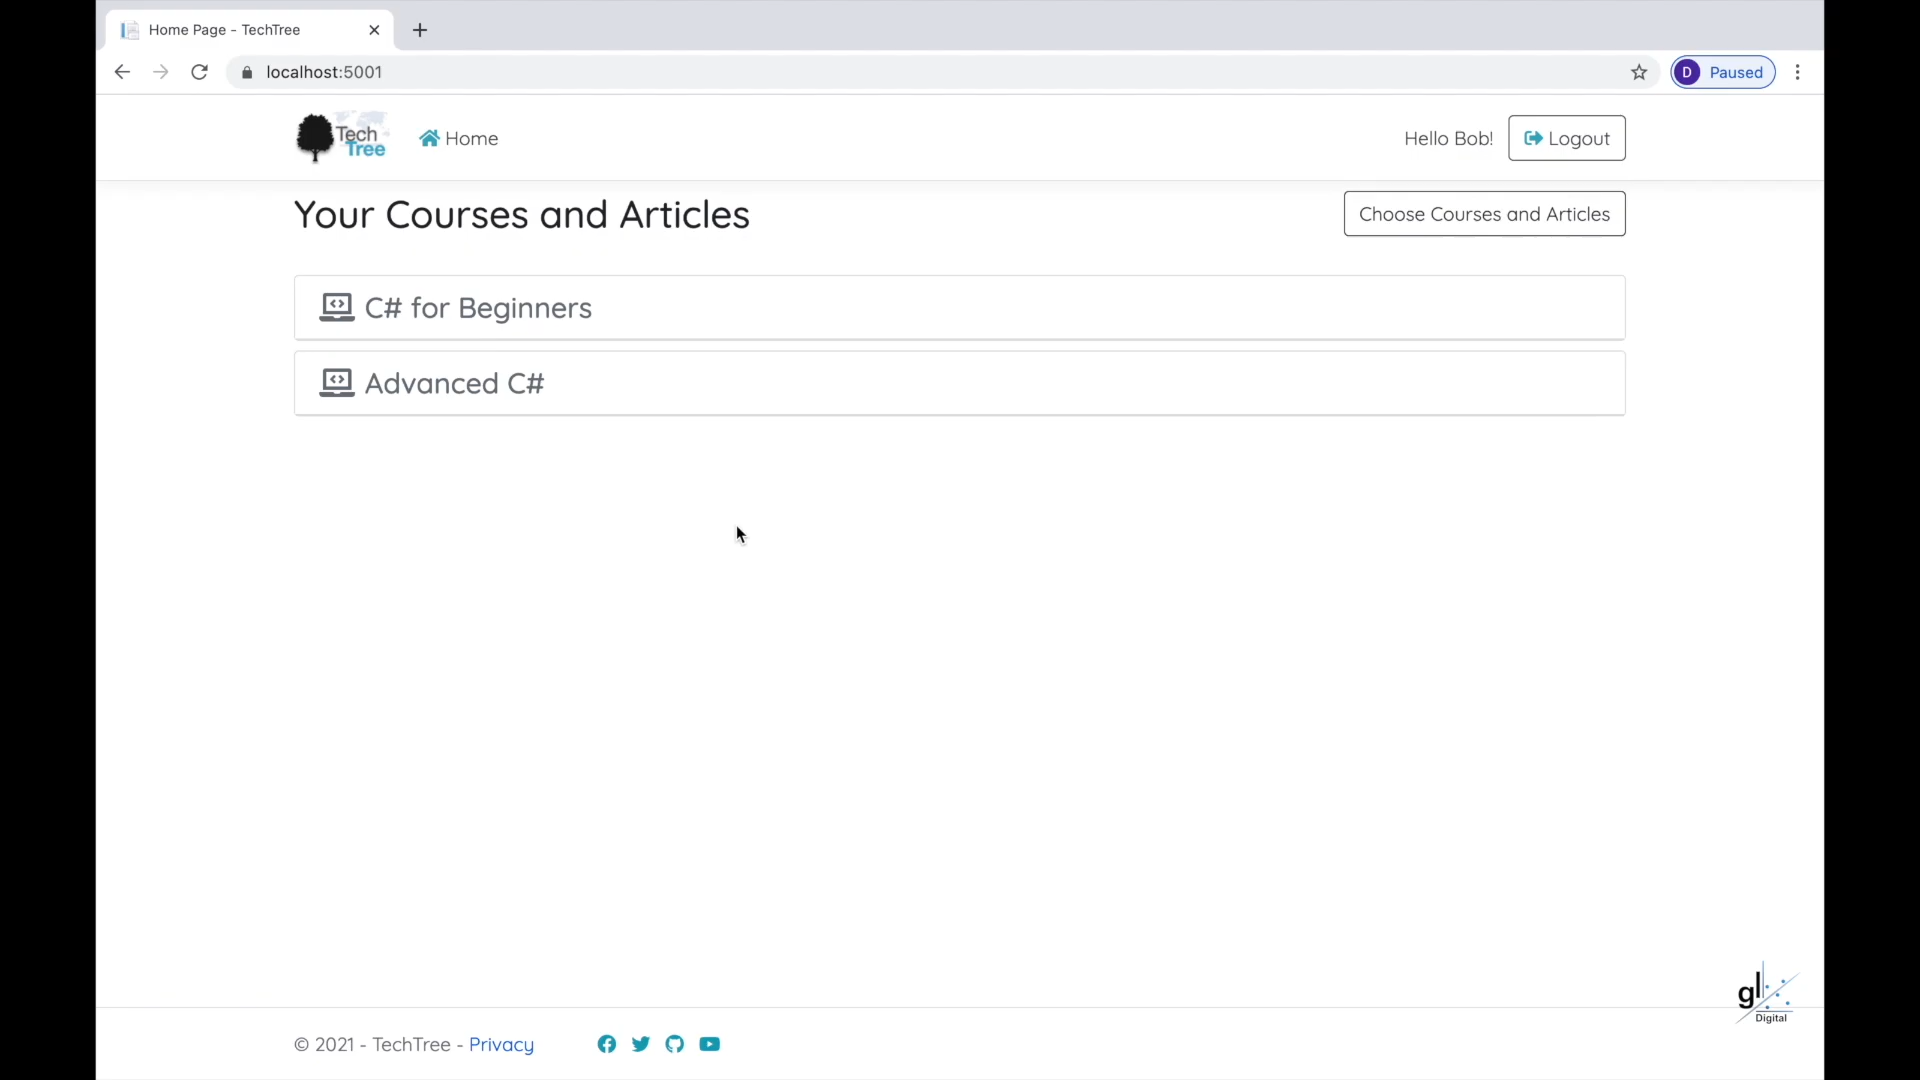 Home Page - TechTree
localhost:5001
D Paused
Tech
Tree
Home
Hello Bob!
Logout
Your Courses and Articles
Choose Courses and Articles
C# for Beginners
Advanced C#
gl
Digital
© 2021 - TechTree - Privacy